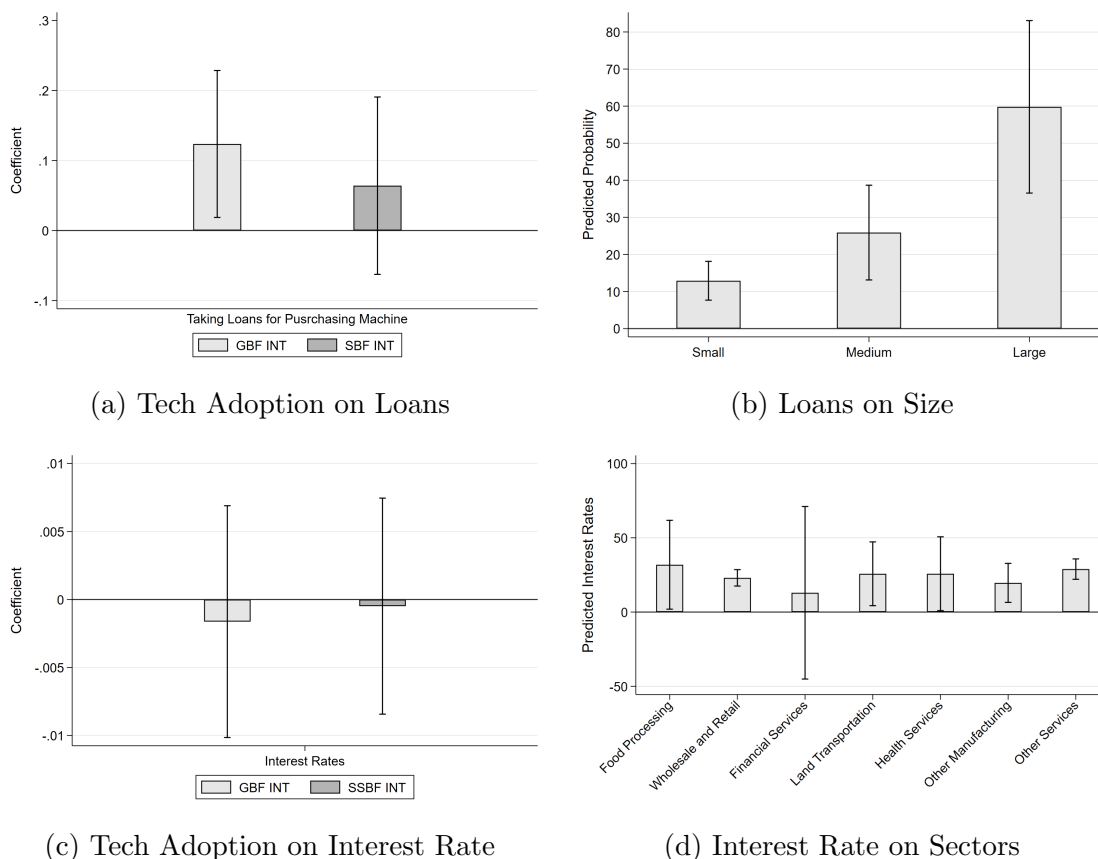 .3
.2
.1
0
-.1
Coefficient
Taking Loans for Pusrchasing Machine
GBF INT SBF INT
(a) Tech Adoption on Loans
80
70
60
50
40
30
20
10
0
Predicted Probability
Small Medium Large
(b) Loans on Size
.01
.005
0
-.005
-.01
Coefficient
Interest Rates
GBF INT SSBF INT
(c) Tech Adoption on Interest Rate
100
50
0
-50
Predicted Interest Rates
Food Processing
Wholesale and Retail
Financial Services
Land Transportation
Health Services
Other Manufacturing
Other Services
(d) Interest Rate on Sectors